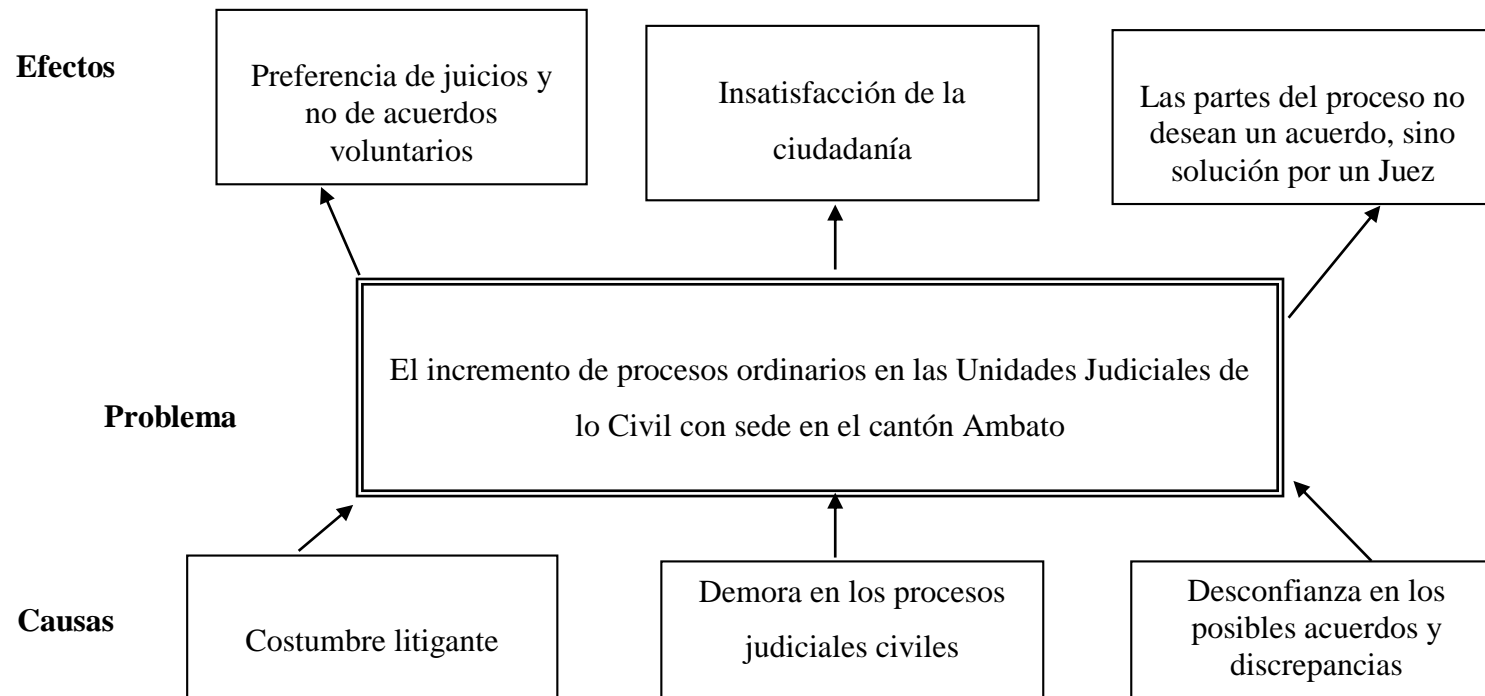 Efectos
Preferencia de juicios y
no de acuerdos
voluntarios
Insatisfacción de la
ciudadanía
Las partes del proceso no
desean un acuerdo, sino
solución por un Juez
Problema
El incremento de procesos ordinarios en las Unidades Judiciales de
lo Civil con sede en el cantón Ambato
Causas
Costumbre litigante
Demora en los procesos
judiciales civiles
Desconfianza en los
posibles acuerdos y
discrepancias